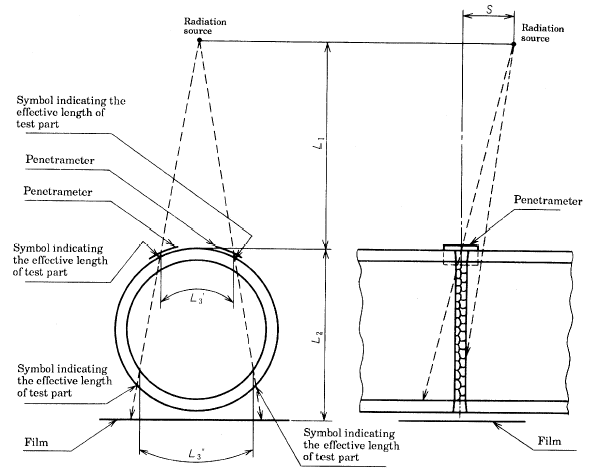 S
Radiation
source
Radiation
source
Symbol indicating the
effective length of
test part
L1
Penetrameter
Penetrameter
Penetrameter
Symbol indicating
the effective length
of test part
L3
L2
Symbol indicating
the effective length
of test part
Film
L3'
Symbol indicating
the effective length
of test part
Film